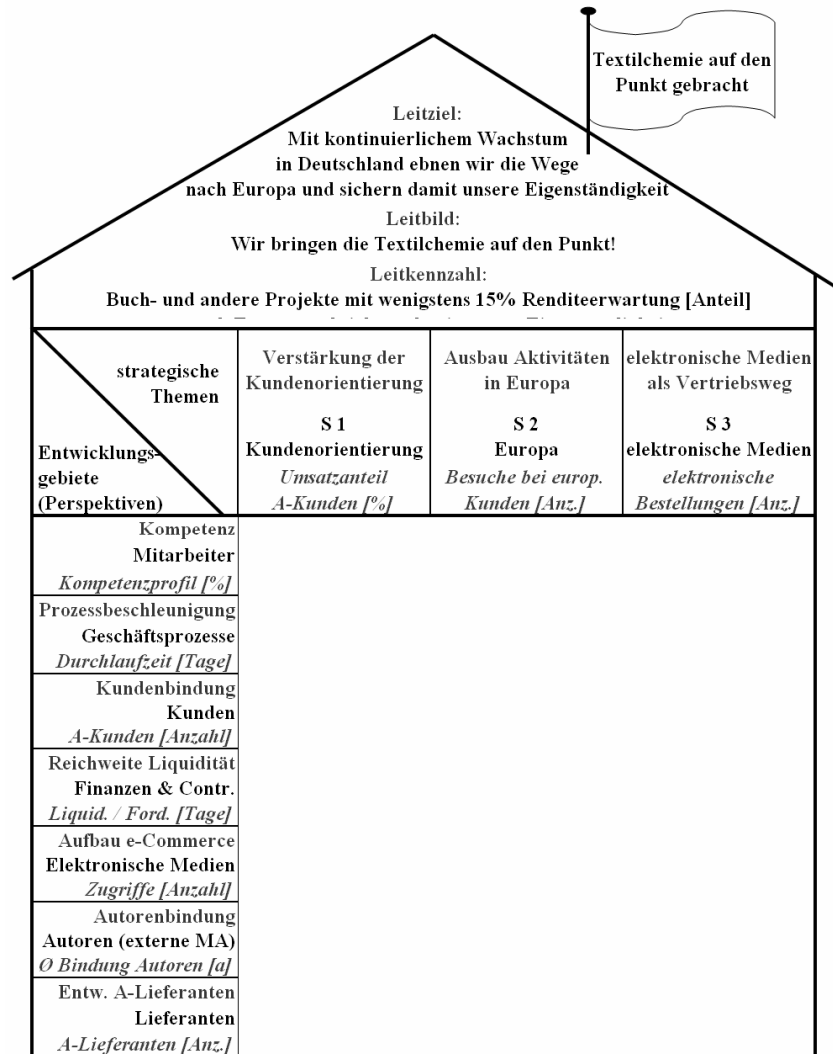 Textilchemie auf den
Punkt gebracht
Leitziel:
Mit kontinuierlichem Wachstum
in Deutschland ebnen wir die Wege
nach Europa und sichern damit unsere Eigenständigkeit
Leitbild:
Wir bringen die Textilchemie auf den Punkt!
Leitkennzahl:
Buch- und andere Projekte mit wenigstens 15% Renditeerwartung [Anteil]
strategische
Themen
Entwicklungs-
gebiete
(Perspektiven)
Verstärkung der
Kundenorientierung
S 1
Kundenorientierung
Umsatzanteil
A-Kunden [%]
Ausbau Aktivitäten
in Europa
S 2
Europa
Besuche bei europ.
Kunden [Anz.]
elektronische Medien
als Vertriebsweg
S 3
elektronische Medien
elektronische
Bestellungen [Anz.]
Kompetenz
Mitarbeiter
Kompetenzprofil [%]
Prozessbeschleunigung
Geschäftsprozesse
Durchlaufzeit [Tage]
Kundenbindung
Kunden
A-Kunden [Anzahl]
Reichweite Liquidität
Finanzen & Contr.
Liquid. / Ford. [Tage]
Aufbau e-Commerce
Elektronische Medien
Zugriffe [Anzahl]
Autorenbindung
Autoren (externe MA)
Ø Bindung Autoren [a]
Entw. A-Lieferanten
Lieferanten
A-Lieferanten [Anz.]